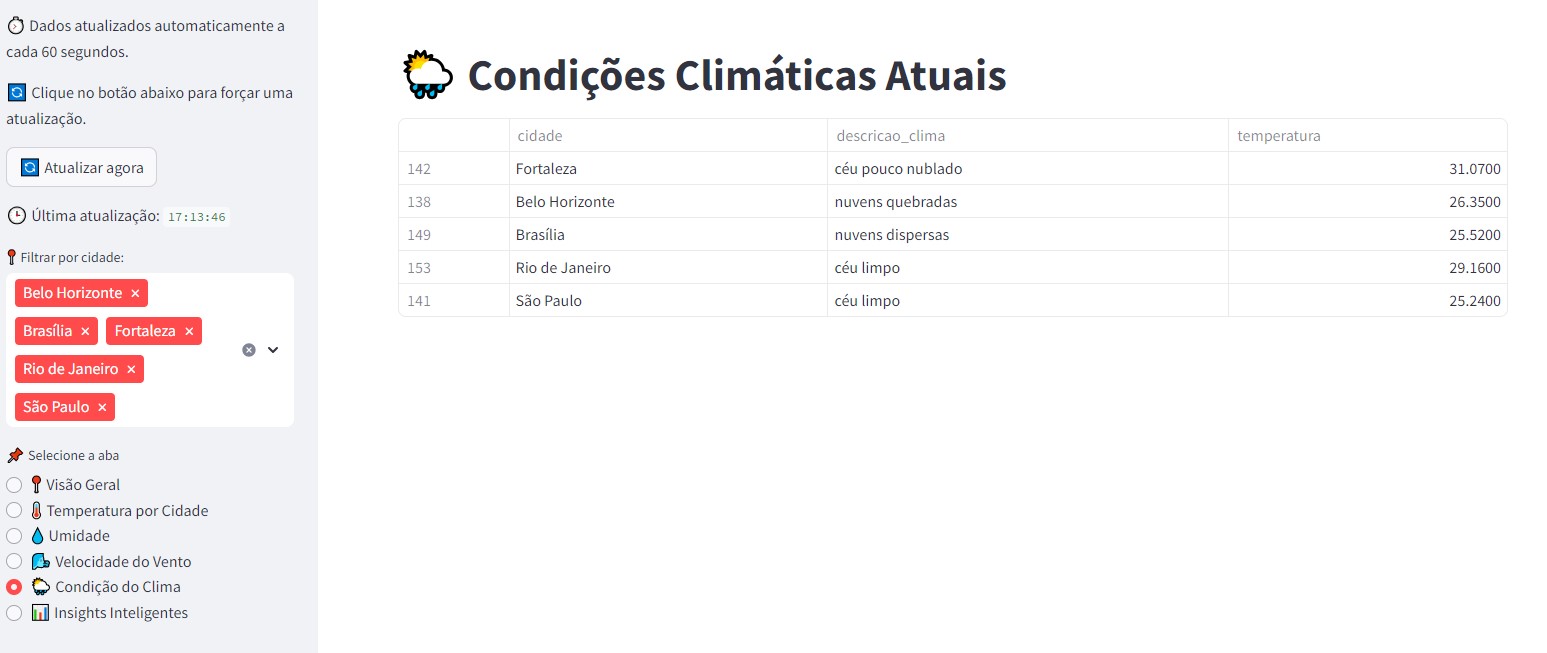 Dados atualizados automaticamente a
cada 60 segundos.
Clique no botão abaixo para forçar uma
atualização.
Atualizar agora
Última atualização: 17:13:46
Filtrar por cidade:
Belo Horizonte ×
Brasília × Fortaleza ×
Rio de Janeiro ×
São Paulo ×
Selecione a aba
Visão Geral
Temperatura por Cidade
Umidade
Velocidade do Vento
Condição do Clima
Insights Inteligentes
Condições Climáticas Atuais
cidade descricao_clima temperatura
142 Fortaleza céu pouco nublado 31.0700
138 Belo Horizonte nuvens quebradas 26.3500
149 Brasília nuvens dispersas 25.5200
153 Rio de Janeiro céu limpo 29.1600
141 São Paulo céu limpo 25.2400